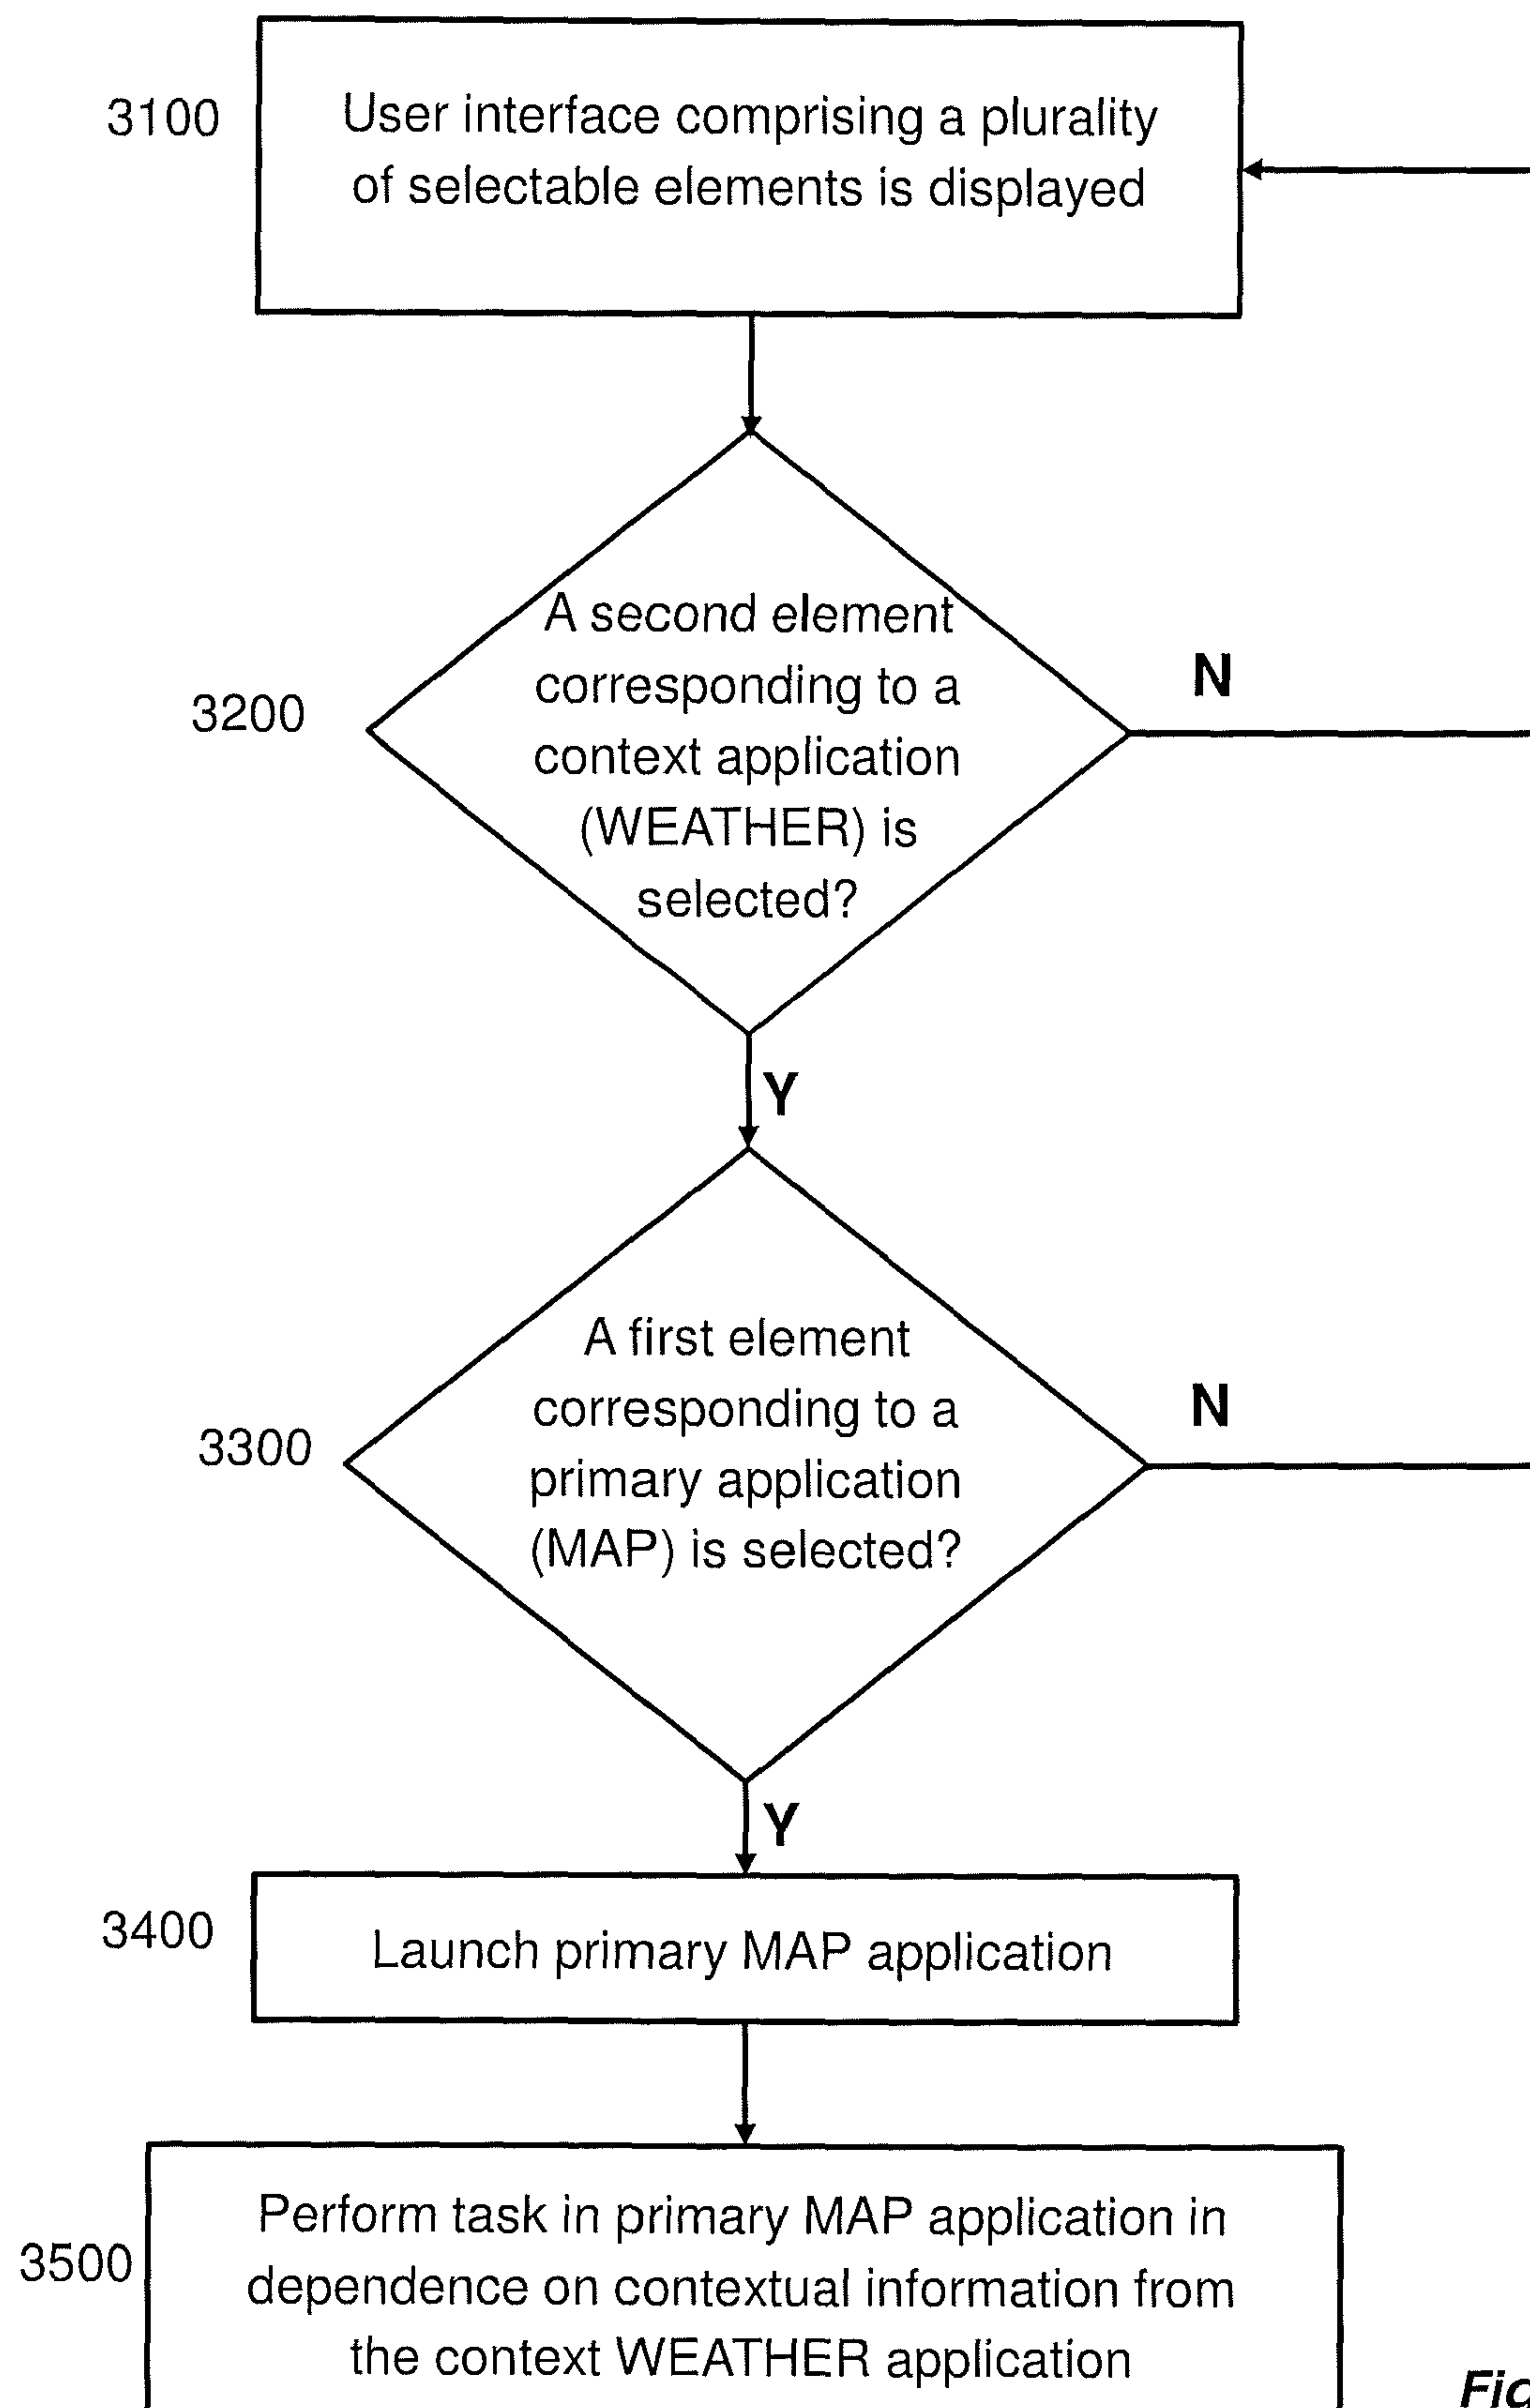 3100
User interface comprising a plurality
of selectable elements is displayed
3200
A second element
corresponding to a
context application
(WEATHER) is
selected?
N
Y
3300
A first element
corresponding to a
primary application
(MAP) is selected?
N
Y
3400
Launch primary MAP application
3500
Perform task in primary MAP application in
dependence on contextual information from
the context WEATHER application